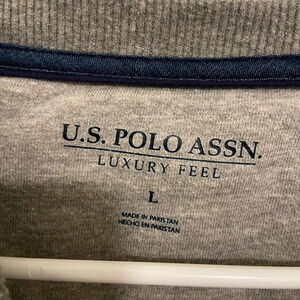 U.S. POLO ASSN.
LUXURY FEEL
L
MADE IN PAKISTAN
HECHO EN PAKISTAN